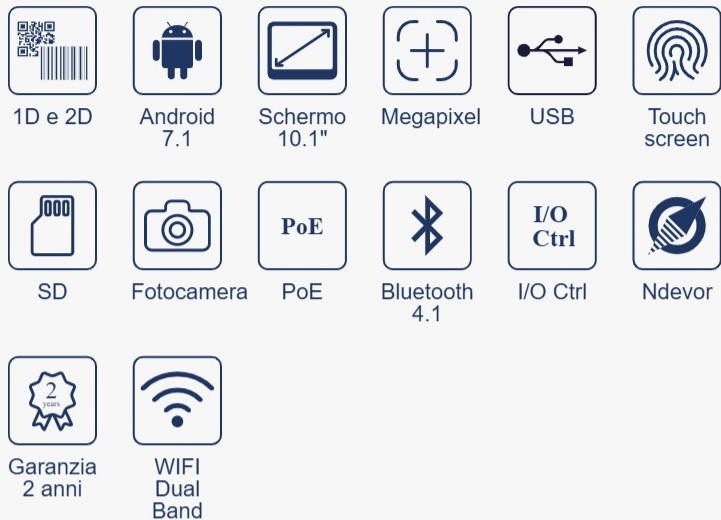 1D e 2D
Android
7.1
Schermo
10.1"
Megapixel
USB
Touch
screen
PoE
I/O
Ctrl
SD
Fotocamera
PoE
Bluetooth
4.1
I/O Ctrl
Ndevor
2
years
Garanzia
2 anni
WIFI
Dual
Band